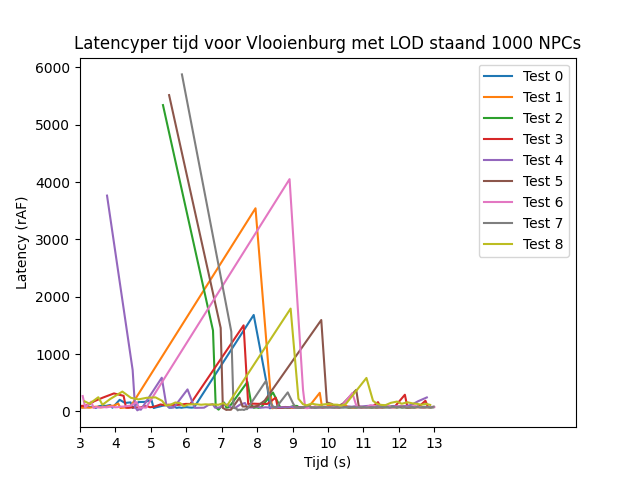 Latencyper tijd voor Vlooienburg met LOD staand 1000 NPCs
6000
5000
4000
3000
2000
1000
0
Latency (rAF)
3 4 5 6 7 8 9 10 11 12 13
Tijd (s)
Test 0
Test 1
Test 2
Test 3
Test 4
Test 5
Test 6
Test 7
Test 8